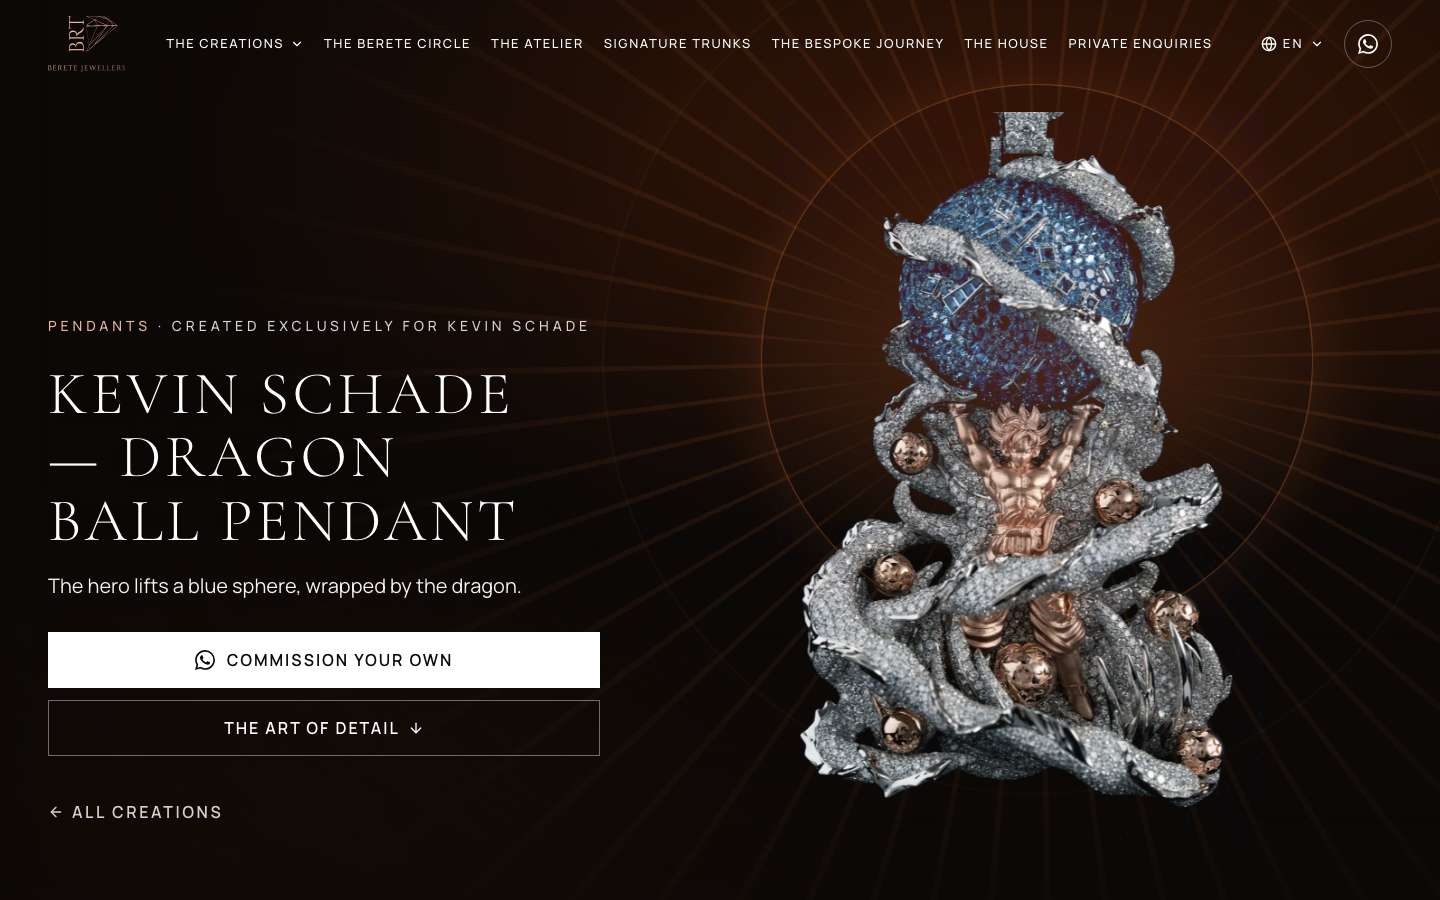 BRT
BERETE JEWELLERS
THE CREATIONS
THE BERETE CIRCLE
THE ATELIER
SIGNATURE TRUNKS
THE BESPOKE JOURNEY
THE HOUSE
PRIVATE ENQUIRIES
EN
PENDANTS · CREATED EXCLUSIVELY FOR KEVIN SCHADE
KEVIN SCHADE
— DRAGON
BALL PENDANT
The hero lifts a blue sphere, wrapped by the dragon.
COMMISSION YOUR OWN
THE ART OF DETAIL ↓
← ALL CREATIONS